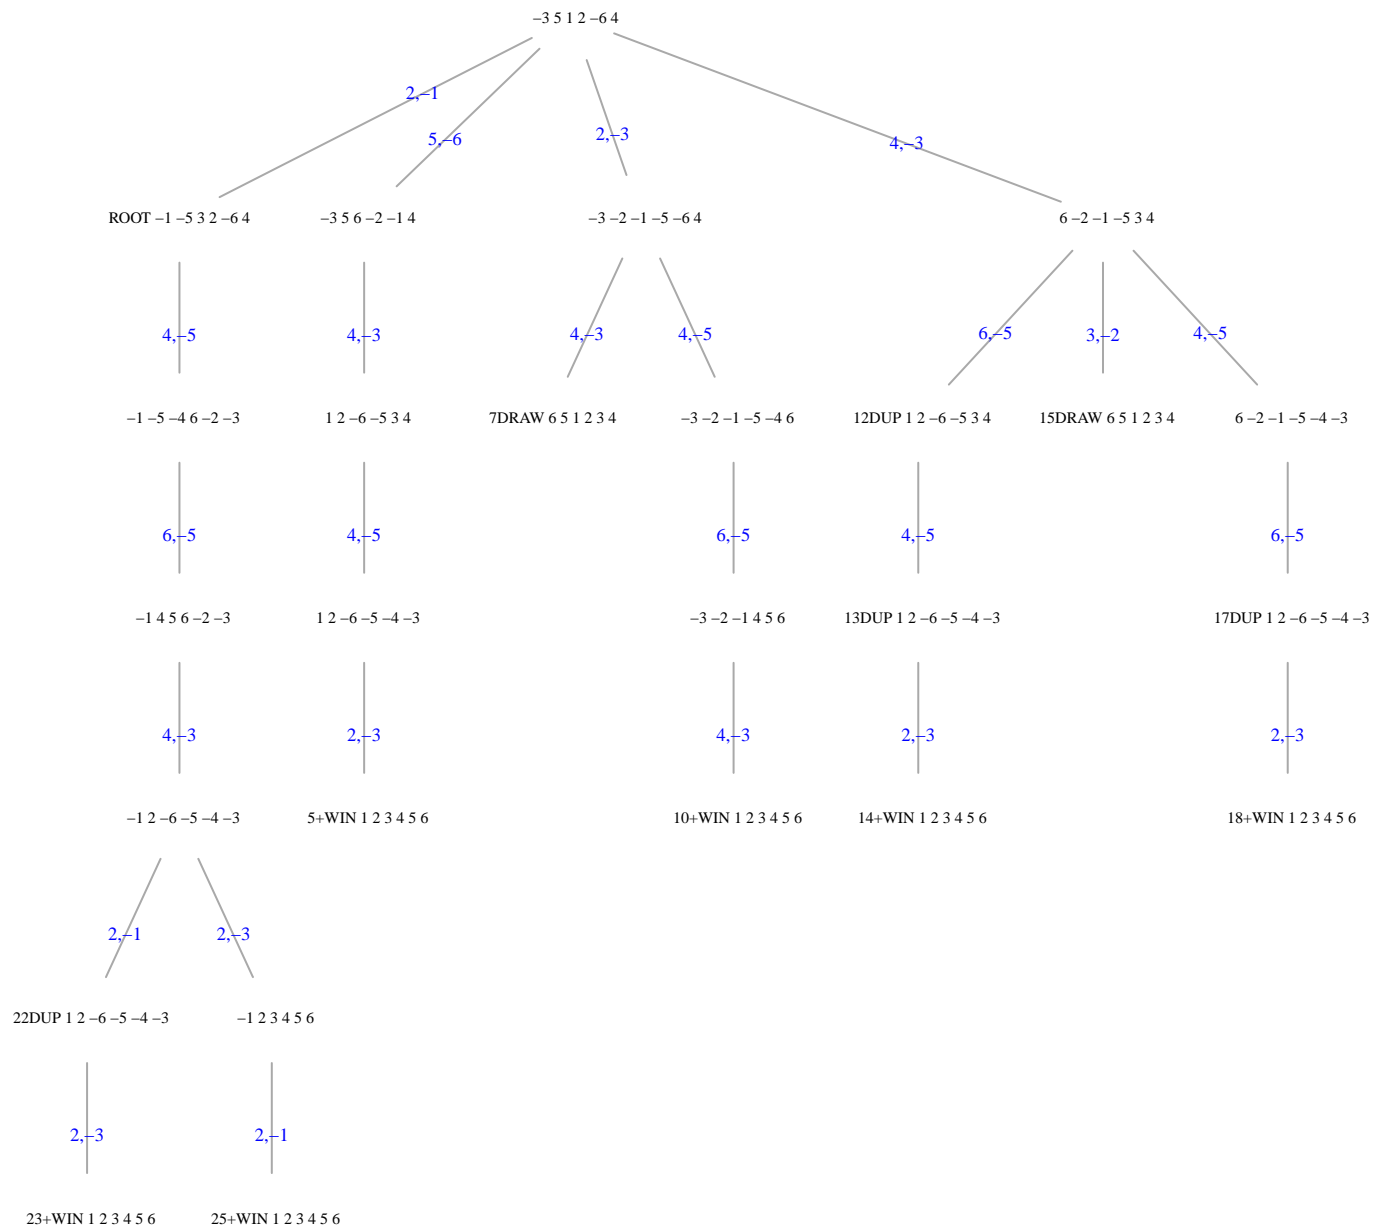 –3 5 1 2 –6 4
2,–1
5,–6
2,–3
4,–3
ROOT –1 –5 3 2 –6 4
–3 5 6 –2 –1 4
–3 –2 –1 –5 –6 4
6 –2 –1 –5 3 4
4,–5
4,–3
4,–3
4,–5
6,–5
3,–2
4,–5
–1 –5 –4 6 –2 –3
1 2 –6 –5 3 4
7DRAW 6 5 1 2 3 4
–3 –2 –1 –5 –4 6
12DUP 1 2 –6 –5 3 4
15DRAW 6 5 1 2 3 4
6 –2 –1 –5 –4 –3
6,–5
4,–5
6,–5
4,–5
6,–5
–1 4 5 6 –2 –3
1 2 –6 –5 –4 –3
–3 –2 –1 4 5 6
13DUP 1 2 –6 –5 –4 –3
17DUP 1 2 –6 –5 –4 –3
4,–3
2,–3
4,–3
2,–3
2,–3
–1 2 –6 –5 –4 –3
5+WIN 1 2 3 4 5 6
10+WIN 1 2 3 4 5 6
14+WIN 1 2 3 4 5 6
18+WIN 1 2 3 4 5 6
2,–1
2,–3
22DUP 1 2 –6 –5 –4 –3
–1 2 3 4 5 6
2,–3
2,–1
23+WIN 1 2 3 4 5 6
25+WIN 1 2 3 4 5 6